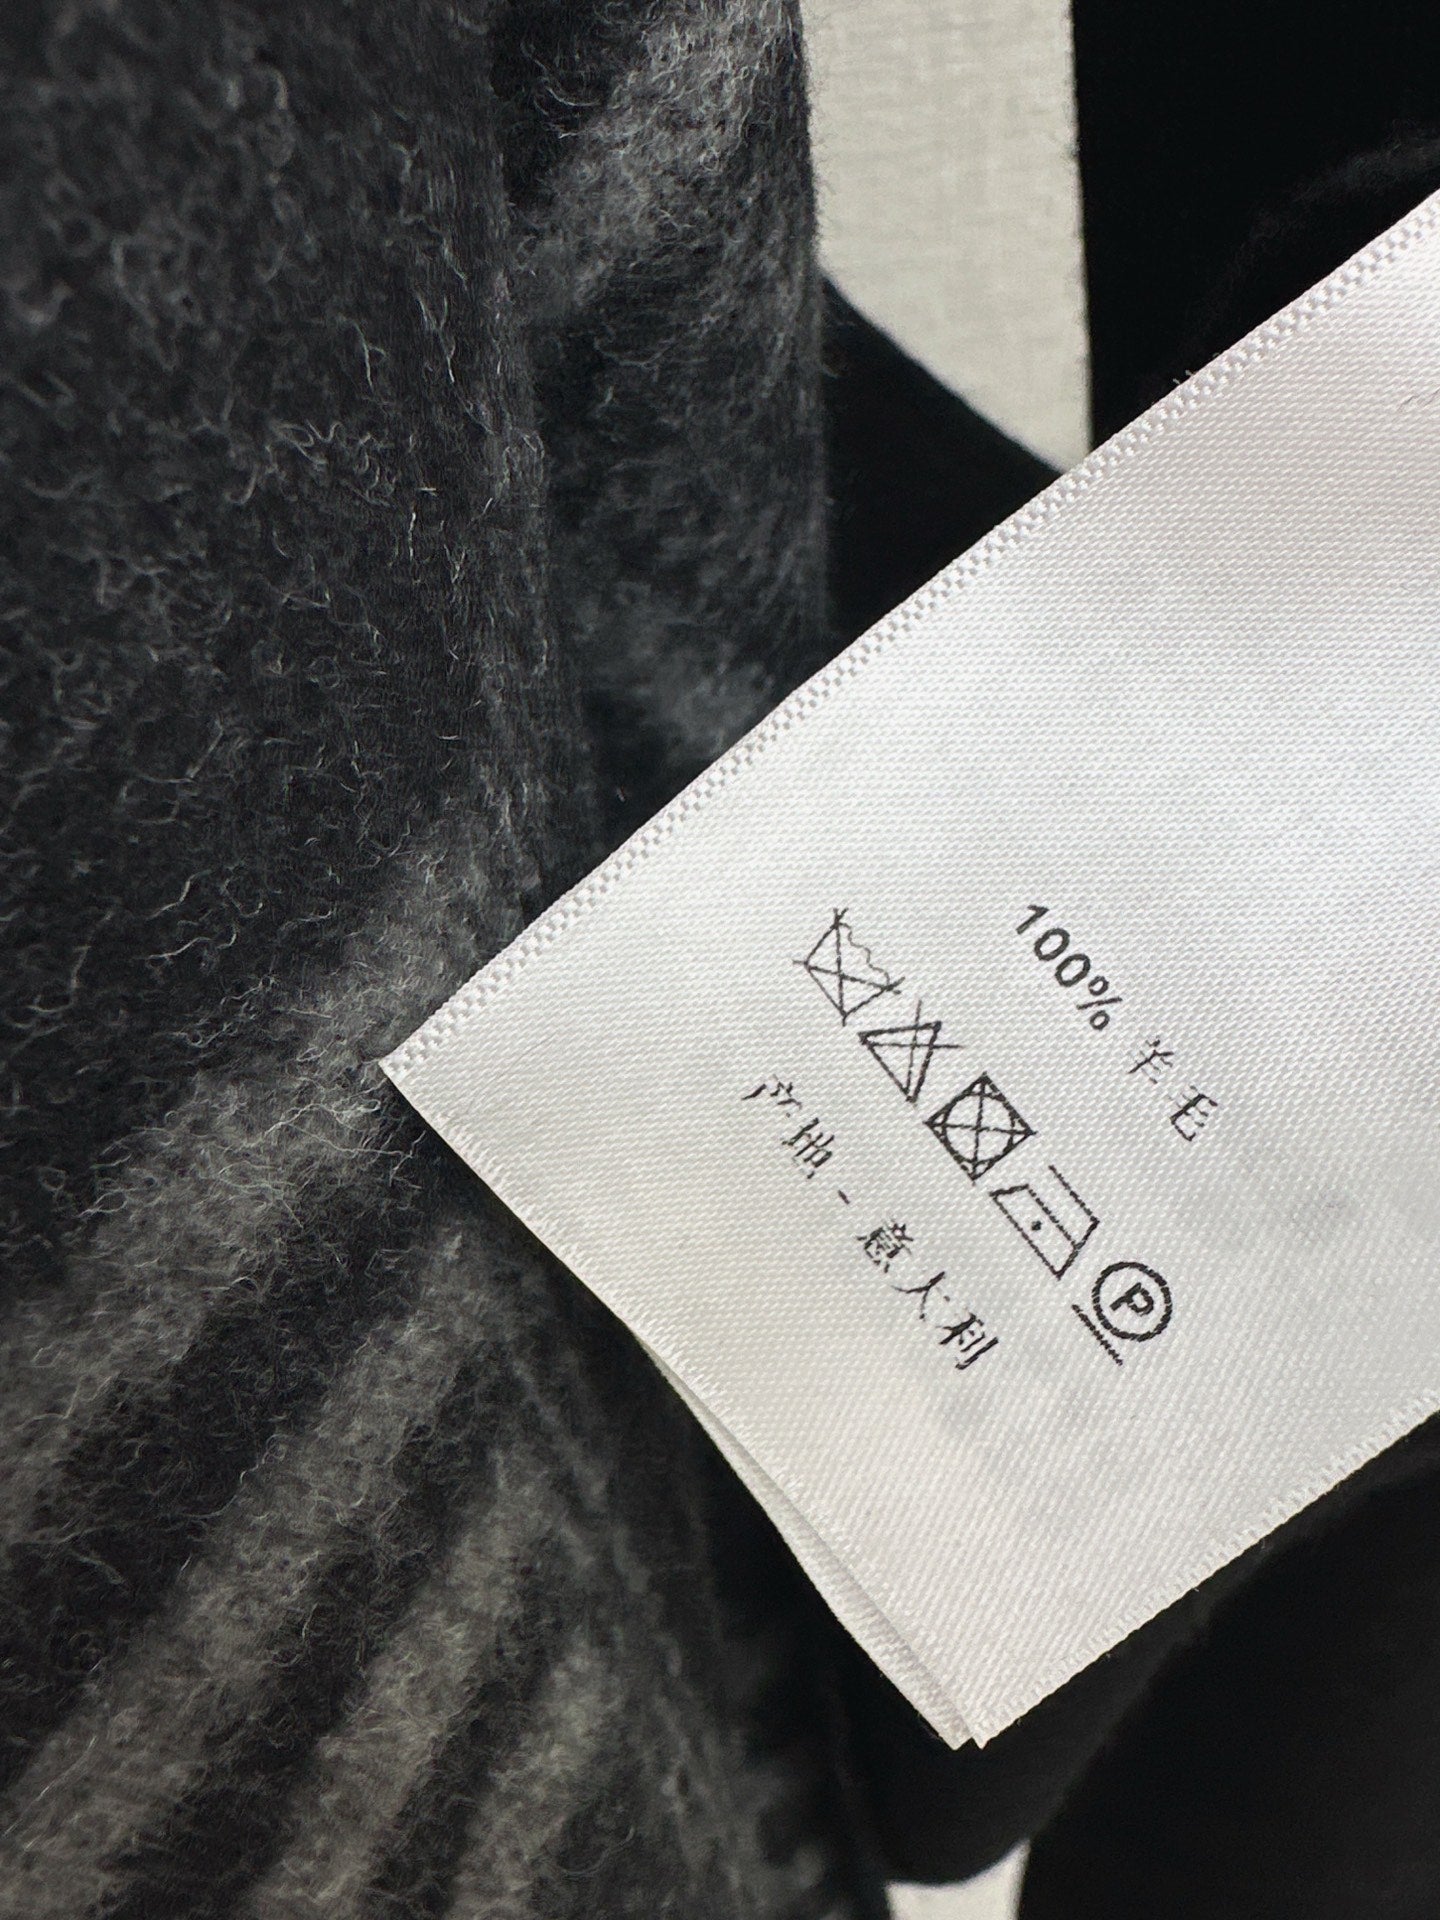 100% 羊毛
P
产地 - 意大利